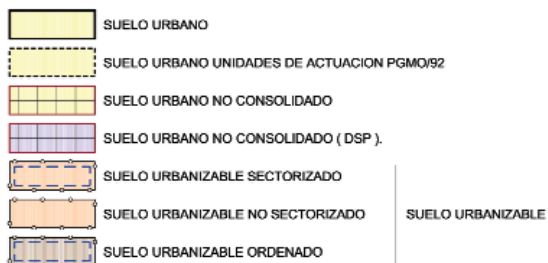 SUELO URBANO
SUELO URBANO UNIDADES DE ACTUACION PGMO/92
SUELO URBANO NO CONSOLIDADO
SUELO URBANO NO CONSOLIDADO ( DSP ).
SUELO URBANIZABLE SECTORIZADO
SUELO URBANIZABLE NO SECTORIZADO
SUELO URBANIZABLE
SUELO URBANIZABLE ORDENADO